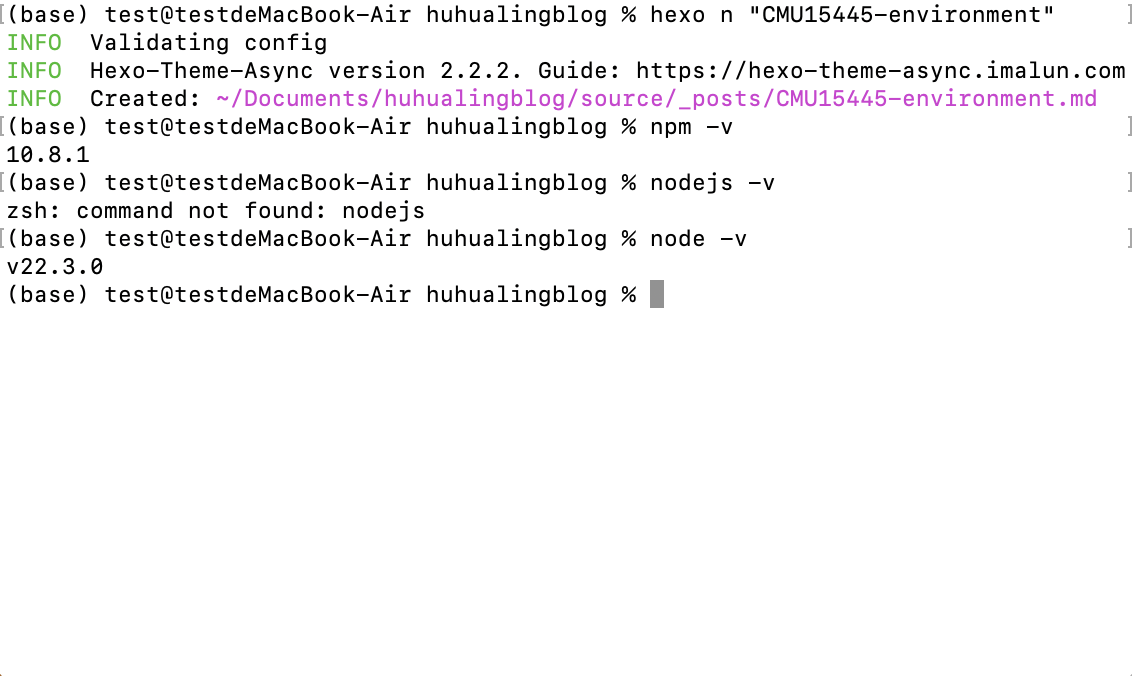 (base) test@testdeMacBook-Air huhualingblog % hexo n "CMU15445-environment"
INFO  Validating config
INFO  Hexo-Theme-Async version 2.2.2. Guide: https://hexo-theme-async.imalun.com
INFO  Created: ~/Documents/huhualingblog/source/_posts/CMU15445-environment.md
(base) test@testdeMacBook-Air huhualingblog % npm -v
10.8.1
(base) test@testdeMacBook-Air huhualingblog % nodejs -v
zsh: command not found: nodejs
(base) test@testdeMacBook-Air huhualingblog % node -v
v22.3.0
(base) test@testdeMacBook-Air huhualingblog %